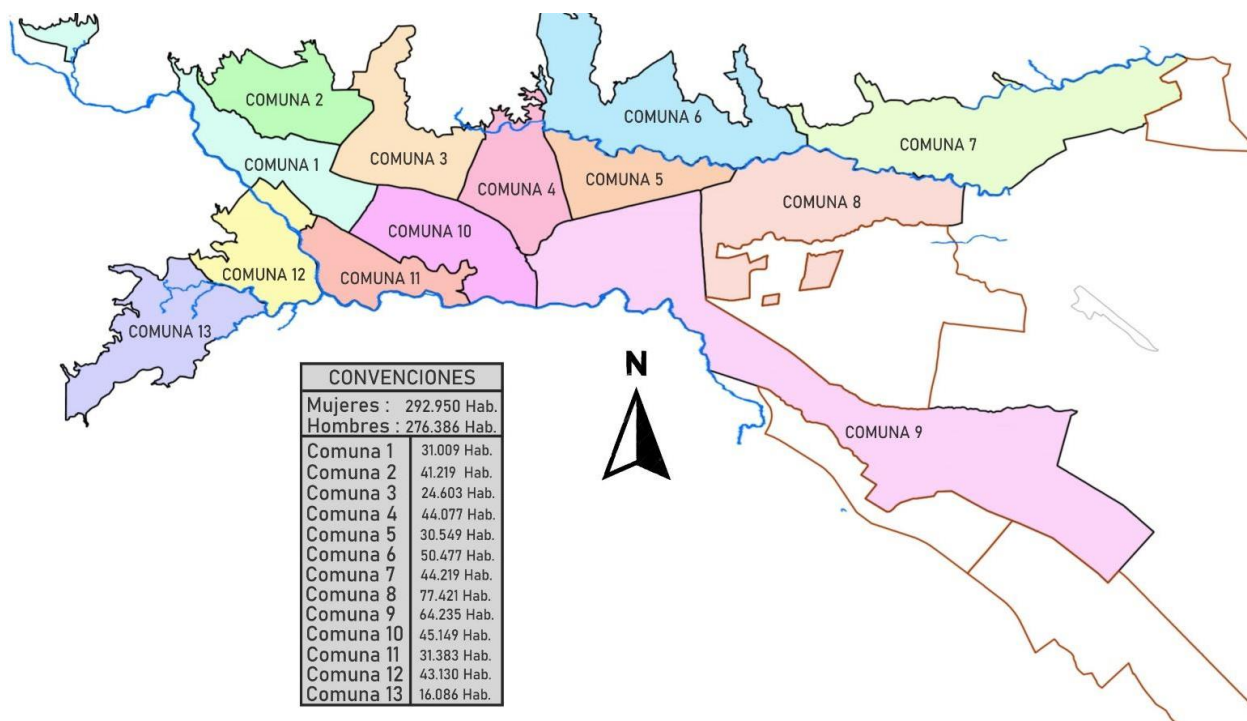 COMUNA 2
COMUNA 6
COMUNA 7
COMUNA 3
COMUNA 1
COMUNA 5
COMUNA 4
COMUNA 8
COMUNA 10
COMUNA 12
COMUNA 11
COMUNA 13
N
COMUNA 9
CONVENCIONES
Mujeres : 292.950 Hab.
Hombres : 276.386 Hab.
Comuna 1 31.009 Hab.
Comuna 2 41.219 Hab.
Comuna 3 24.603 Hab.
Comuna 4 44.077 Hab.
Comuna 5 30.549 Hab.
Comuna 6 50.477 Hab.
Comuna 7 44.219 Hab.
Comuna 8 77.421 Hab.
Comuna 9 64.235 Hab.
Comuna 10 45.149 Hab.
Comuna 11 31.383 Hab.
Comuna 12 43.130 Hab.
Comuna 13 16.086 Hab.